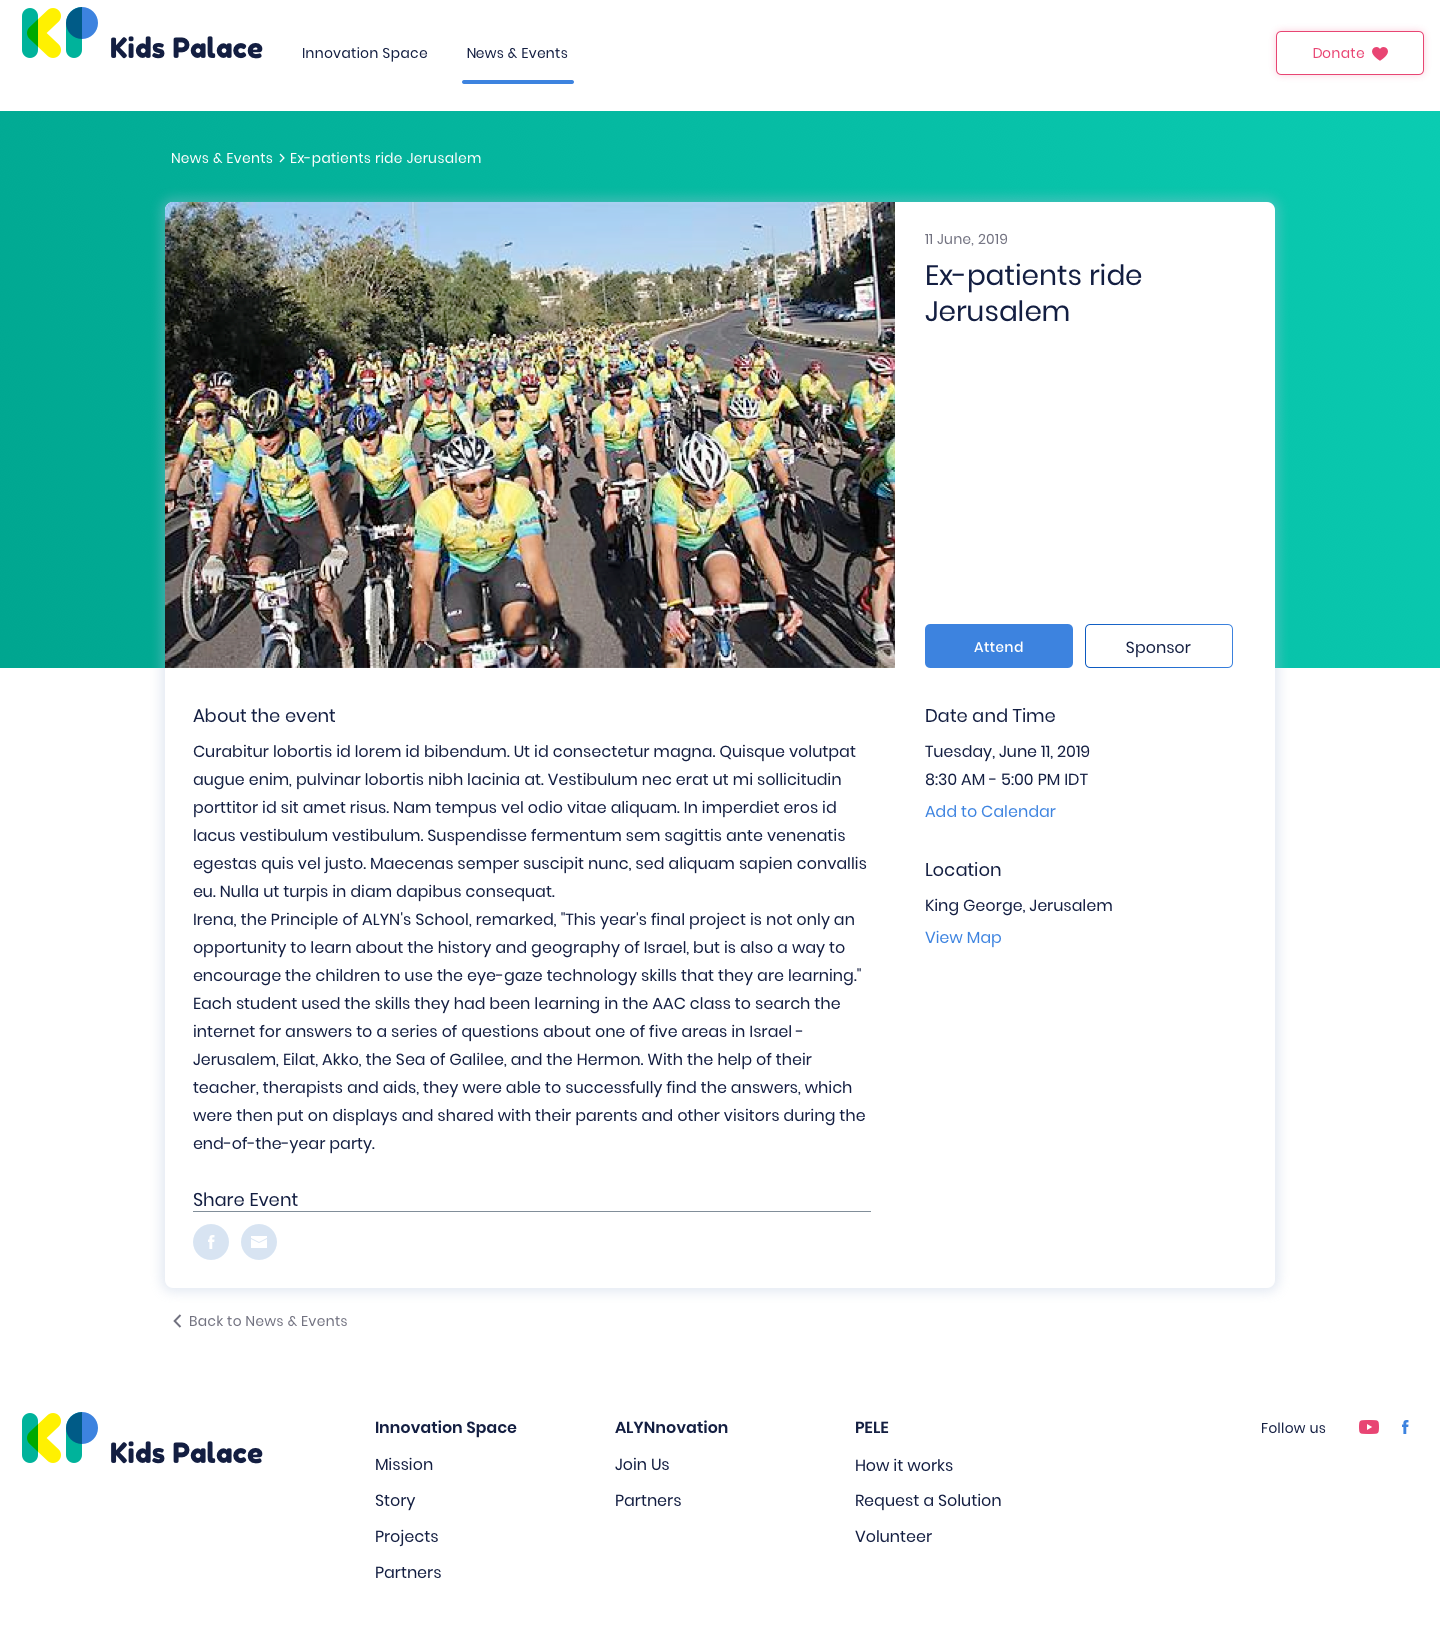 Kids Palace
Innovation Space
News & Events
Donate
News & Events > Ex-patients ride Jerusalem
11 June, 2019
Ex-patients ride
Jerusalem
Attend
Sponsor
About the event
Curabitur lobortis id lorem id bibendum. Ut id consectetur magna. Quisque volutpat
augue enim, pulvinar lobortis nibh lacinia at. Vestibulum nec erat ut mi sollicitudin
porttitor id sit amet risus. Nam tempus vel odio vitae aliquam. In imperdiet eros id
lacus vestibulum vestibulum. Suspendisse fermentum sem sagittis ante venenatis
egestas quis vel justo. Maecenas semper suscipit nunc, sed aliquam sapien convallis
eu. Nulla ut turpis in diam dapibus consequat.
Irena, the Principle of ALYN's School, remarked, "This year's final project is not only an
opportunity to learn about the history and geography of Israel, but is also a way to
encourage the children to use the eye-gaze technology skills that they are learning."
Each student used the skills they had been learning in the AAC class to search the
internet for answers to a series of questions about one of five areas in Israel -
Jerusalem, Eilat, Akko, the Sea of Galilee, and the Hermon. With the help of their
teacher, therapists and aids, they were able to successfully find the answers, which
were then put on displays and shared with their parents and other visitors during the
end-of-the-year party.
Share Event
Date and Time
Tuesday, June 11, 2019
8:30 AM - 5:00 PM IDT
Add to Calendar
Location
King George, Jerusalem
View Map
Back to News & Events
Kids Palace
Innovation Space
Mission
Story
Projects
Partners
ALYNnovation
Join Us
Partners
PELE
How it works
Request a Solution
Volunteer
Follow us